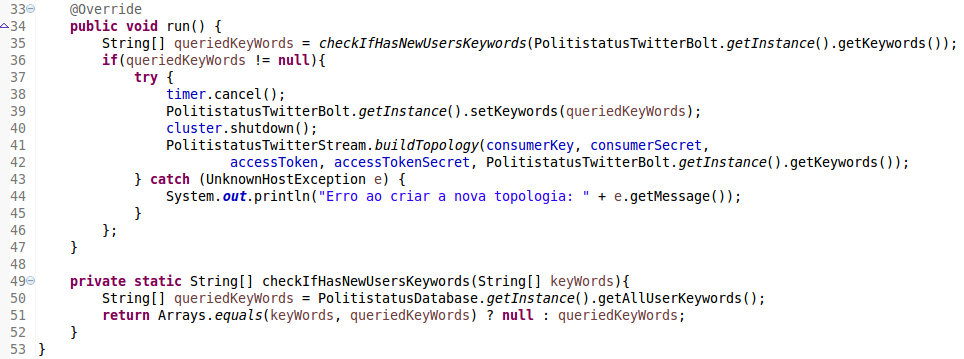 33 @Override
34 public void run() {
35 String[] queriedKeyWords = checkIfHasNewUsersKeywords(PolitistatusTwitterBolt.getInstance().getKeywords());
36 if(queriedKeyWords != null){
37 try {
38 timer.cancel();
39 PolitistatusTwitterBolt.getInstance().setKeywords(queriedKeyWords);
40 cluster.shutdown();
41 PolitistatusTwitterStream.buildTopology(consumerKey, consumerSecret,
42 accessToken, accessTokenSecret, PolitistatusTwitterBolt.getInstance().getKeywords());
43 } catch (UnknownHostException e) {
44 System.out.println("Erro ao criar a nova topologia: " + e.getMessage());
45 }
46 };
47 }
48
49 private static String[] checkIfHasNewUsersKeywords(String[] keyWords){
50 String[] queriedKeyWords = PolitistatusDatabase.getInstance().getAllUserKeywords();
51 return Arrays.equals(keyWords, queriedKeyWords) ? null : queriedKeyWords;
52 }
53 }